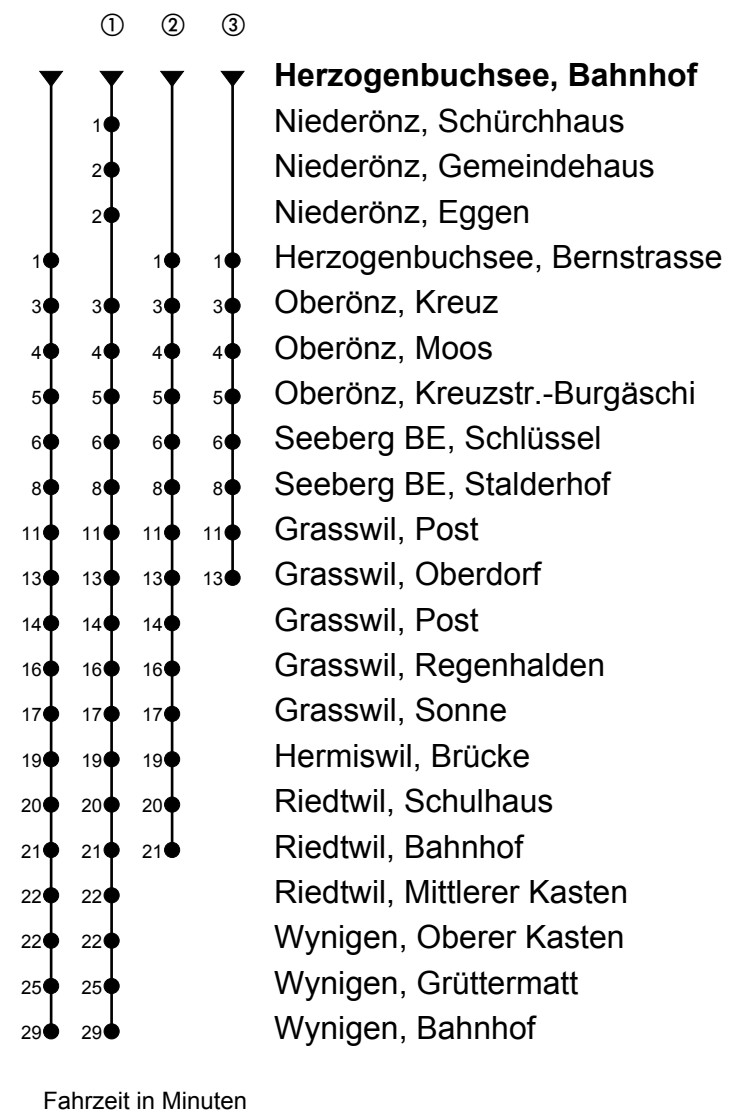 ① ② ③
Herzogenbuchsee, Bahnhof
1 Niederönz, Schürchhaus
2 Niederönz, Gemeindehaus
2 Niederönz, Eggen
1 1 1 Herzogenbuchsee, Bernstrasse
3 3 3 3 Oberönz, Kreuz
4 4 4 4 Oberönz, Moos
5 5 5 5 Oberönz, Kreuzstr.-Burgäschi
6 6 6 6 Seeberg BE, Schlüssel
8 8 8 8 Seeberg BE, Stalderhof
11 11 11 11 Grasswil, Post
13 13 13 13 Grasswil, Oberdorf
14 14 14 Grasswil, Post
16 16 16 Grasswil, Regenhalden
17 17 17 Grasswil, Sonne
19 19 19 Hermiswil, Brücke
20 20 20 Riedtwil, Schulhaus
21 21 21 Riedtwil, Bahnhof
22 22 Riedtwil, Mittlerer Kasten
22 22 Wynigen, Oberer Kasten
25 25 Wynigen, Grüttermatt
29 29 Wynigen, Bahnhof
Fahrzeit in Minuten